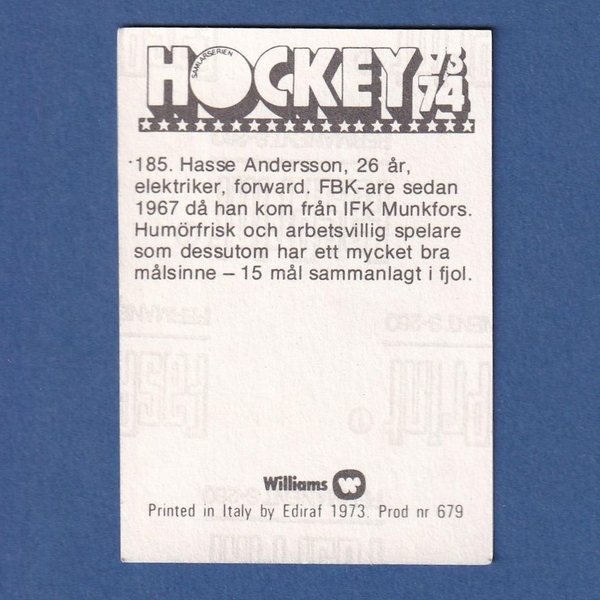 SAMLARSERIEN
HOCKEY 73
74
185. Hasse Andersson, 26 år,
elektriker, forward. FBK-are sedan
1967 då han kom från IFK Munkfors.
Humörfrisk och arbetsvillig spelare
som dessutom har ett mycket bra
målsinne – 15 mål sammanlagt i fjol.
Williams W
Printed in Italy by Ediraf 1973. Prod nr 679